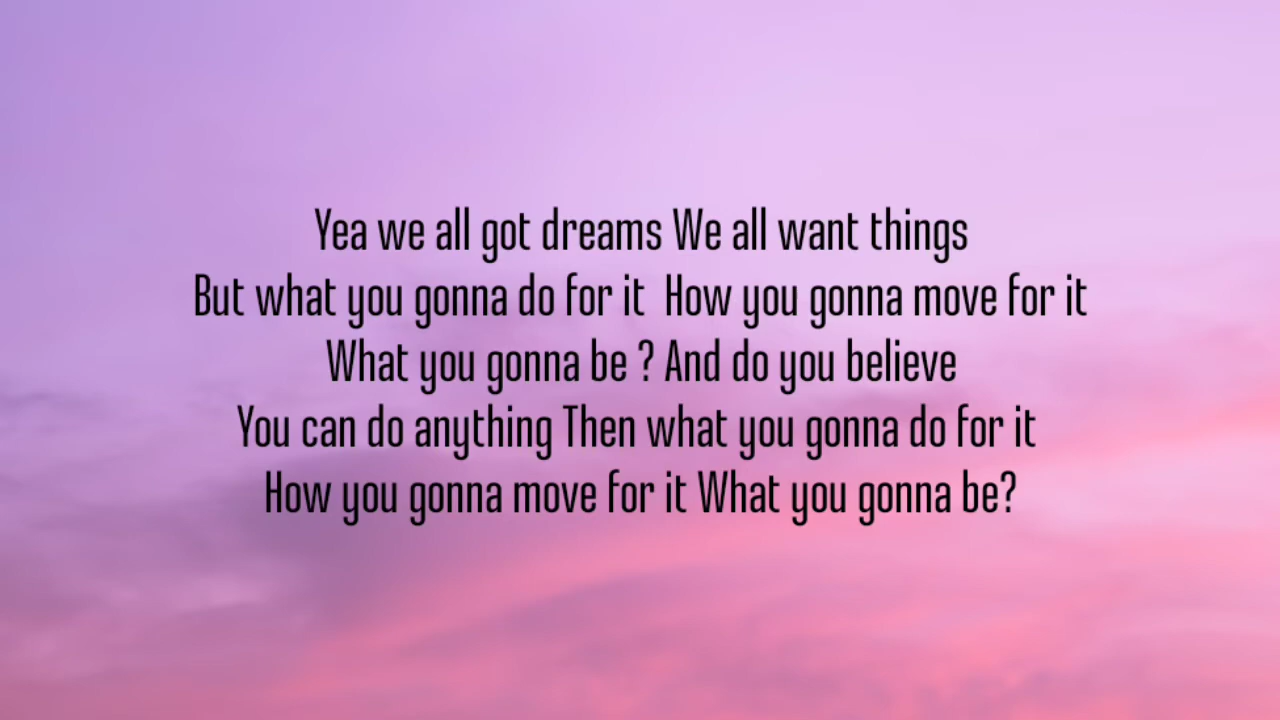 Yea we all got dreams We all want things
But what you gonna do for it  How you gonna move for it
What you gonna be ? And do you believe
You can do anything Then what you gonna do for it
How you gonna move for it What you gonna be?